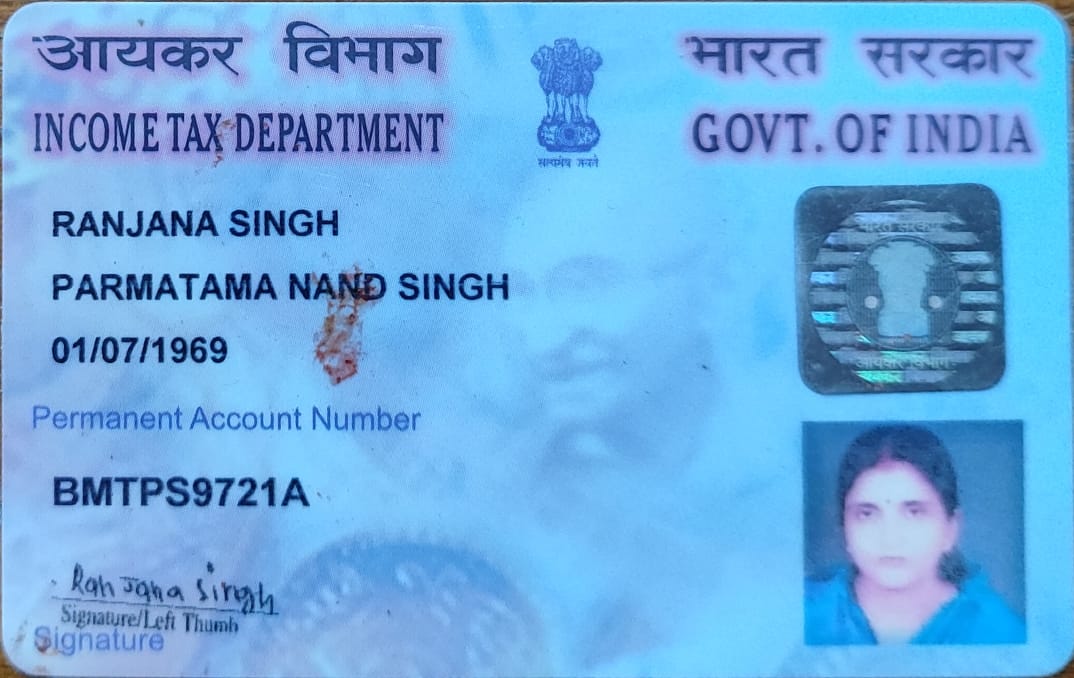 आयकर विभाग
INCOME TAX DEPARTMENT
सत्यमेव जयते
भारत सरकार
GOVT. OF INDIA
RANJANA SINGH
PARMATAMA NAND SINGH
01/07/1969
Permanent Account Number
BMTPS9721A
Ranjana Singh
Signature/Left Thumb
Signature
भारत सरकार
आयकर विभाग